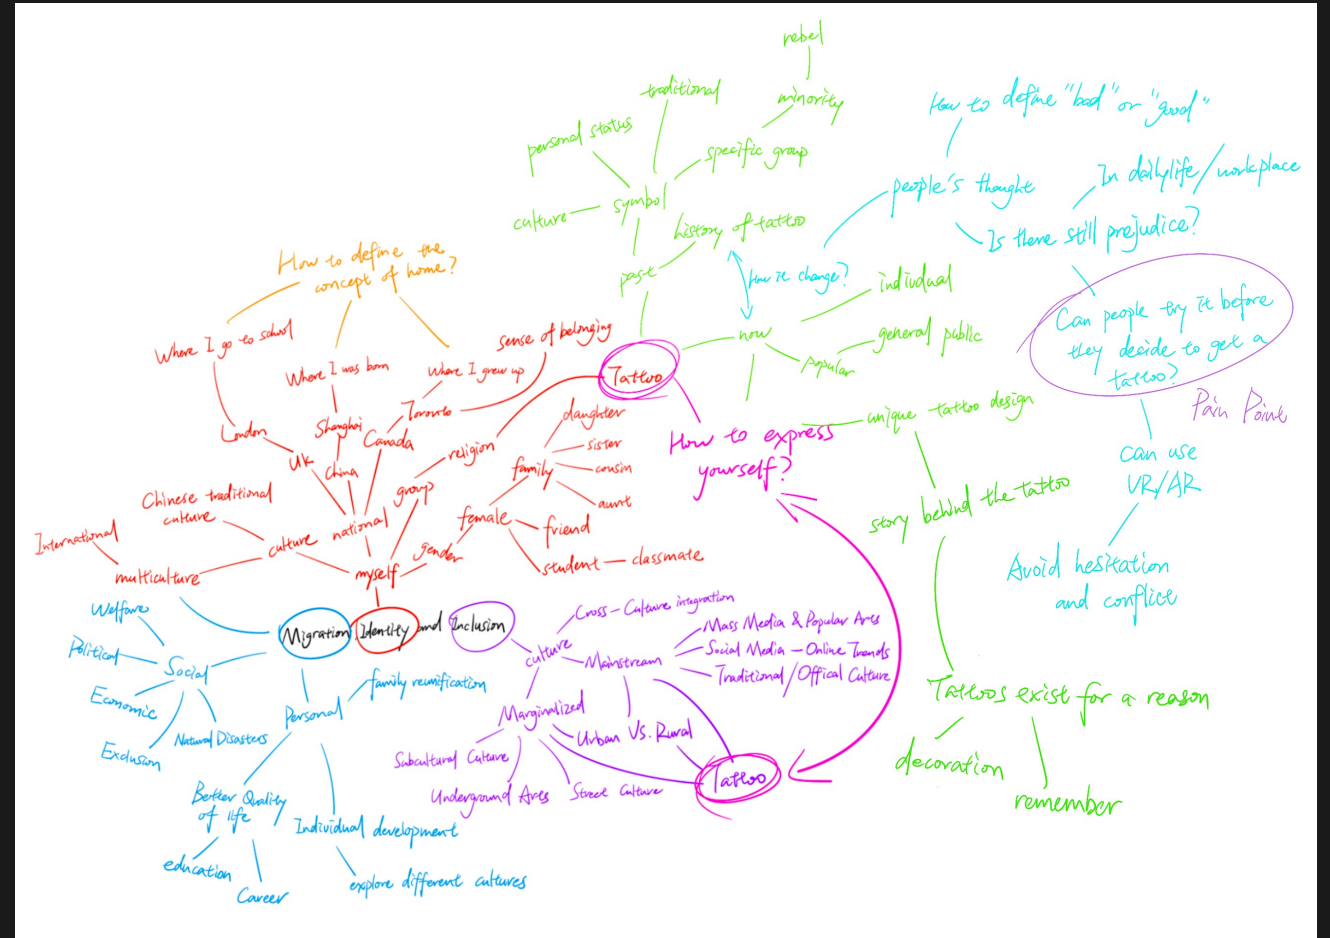 rebel
traditional
minority
How to define "bad" or "good"
personal status
specific group
In dailylife/workplace
people's thought
symbol
culture
history of tattoo
Is there still prejudice?
How to define the
concept of home?
past
How it change?
individual
Can people try it before
they decide to get a
tattoo?
Pain Point
Where I go to school
sense of belonging
now
general public
popular
Where I was born
Where I grew up
Tattoo
daughter
sister
cousin
aunt
family
Toronto
London
Shanghai
Canada
religion
UK
China
group
How to express
yourself?
unique tattoo design
can use
VR/AR
story behind the tattoo
Chinese traditional
culture
International
national
female
friend
culture
gender
student
classmate
multiculture
myself
Avoid hesitation
and conflict
Welfare
Migration Identity and Inclusion
Cross-Culture integration
Mass Media & Popular Arts
Social Media - Online Trends
Traditional/Offical Culture
culture
Mainstream
Political
Social
Economic
Exclusion
Natural Disasters
family reunification
Personal
Marginalized
Urban VS. Rural
Subcultural Culture
Underground Arts
Street Culture
Tattoo
Tattoos exist for a reason
decoration
remember
Better Quality
of life
Individual development
education
Career
explore different cultures